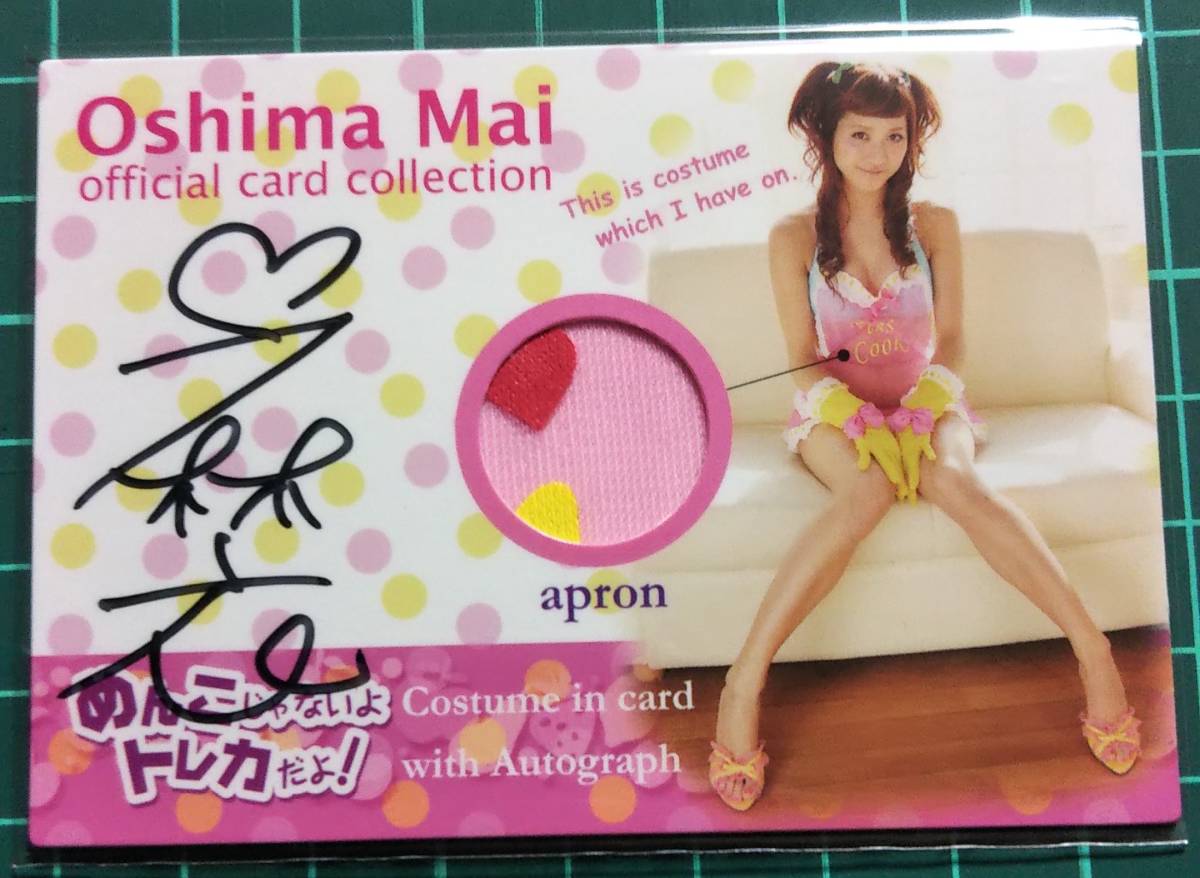 Oshima Mai
official card collection
This is costume
which I have on.
COOK
apron
めんこじゃないよ
トレカだよ!
Costume in card
with Autograph